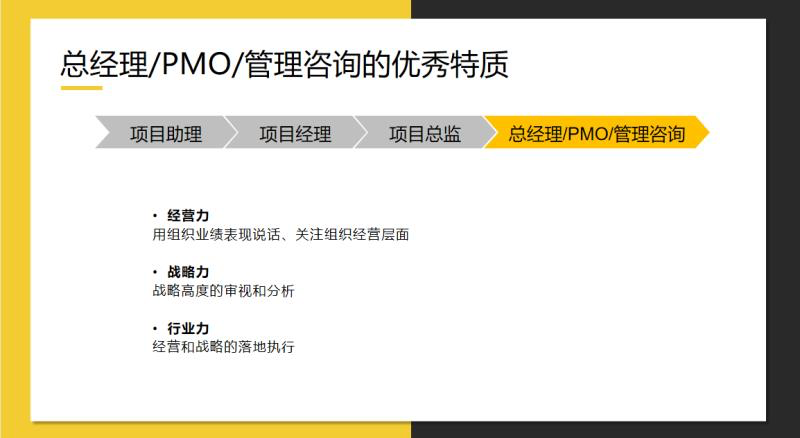 总经理/PMO/管理咨询的优秀特质
项目助理 项目经理 项目总监 总经理/PMO/管理咨询
• 经营力
用组织业绩表现说话、关注组织经营层面
• 战略力
战略高度的审视和分析
• 行业力
经营和战略的落地执行